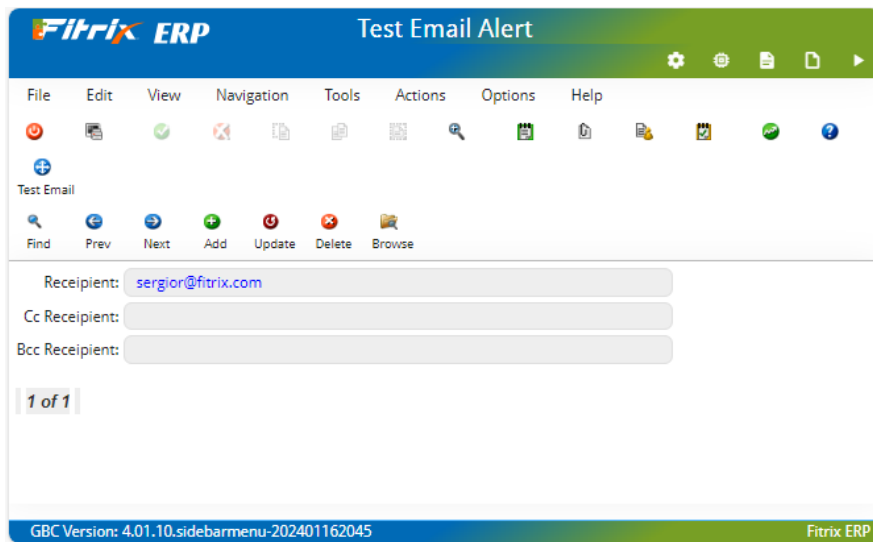 Fitrix ERP Test Email Alert
File Edit View Navigation Tools Actions Options Help
Test Email
Find Prev Next Add Update Delete Browse
Receipient: sergior@fitrix.com
Cc Receipient:
Bcc Receipient:
1 of 1
GBC Version: 4.01.10.sidebarmenu-202401162045 Fitrix ERP